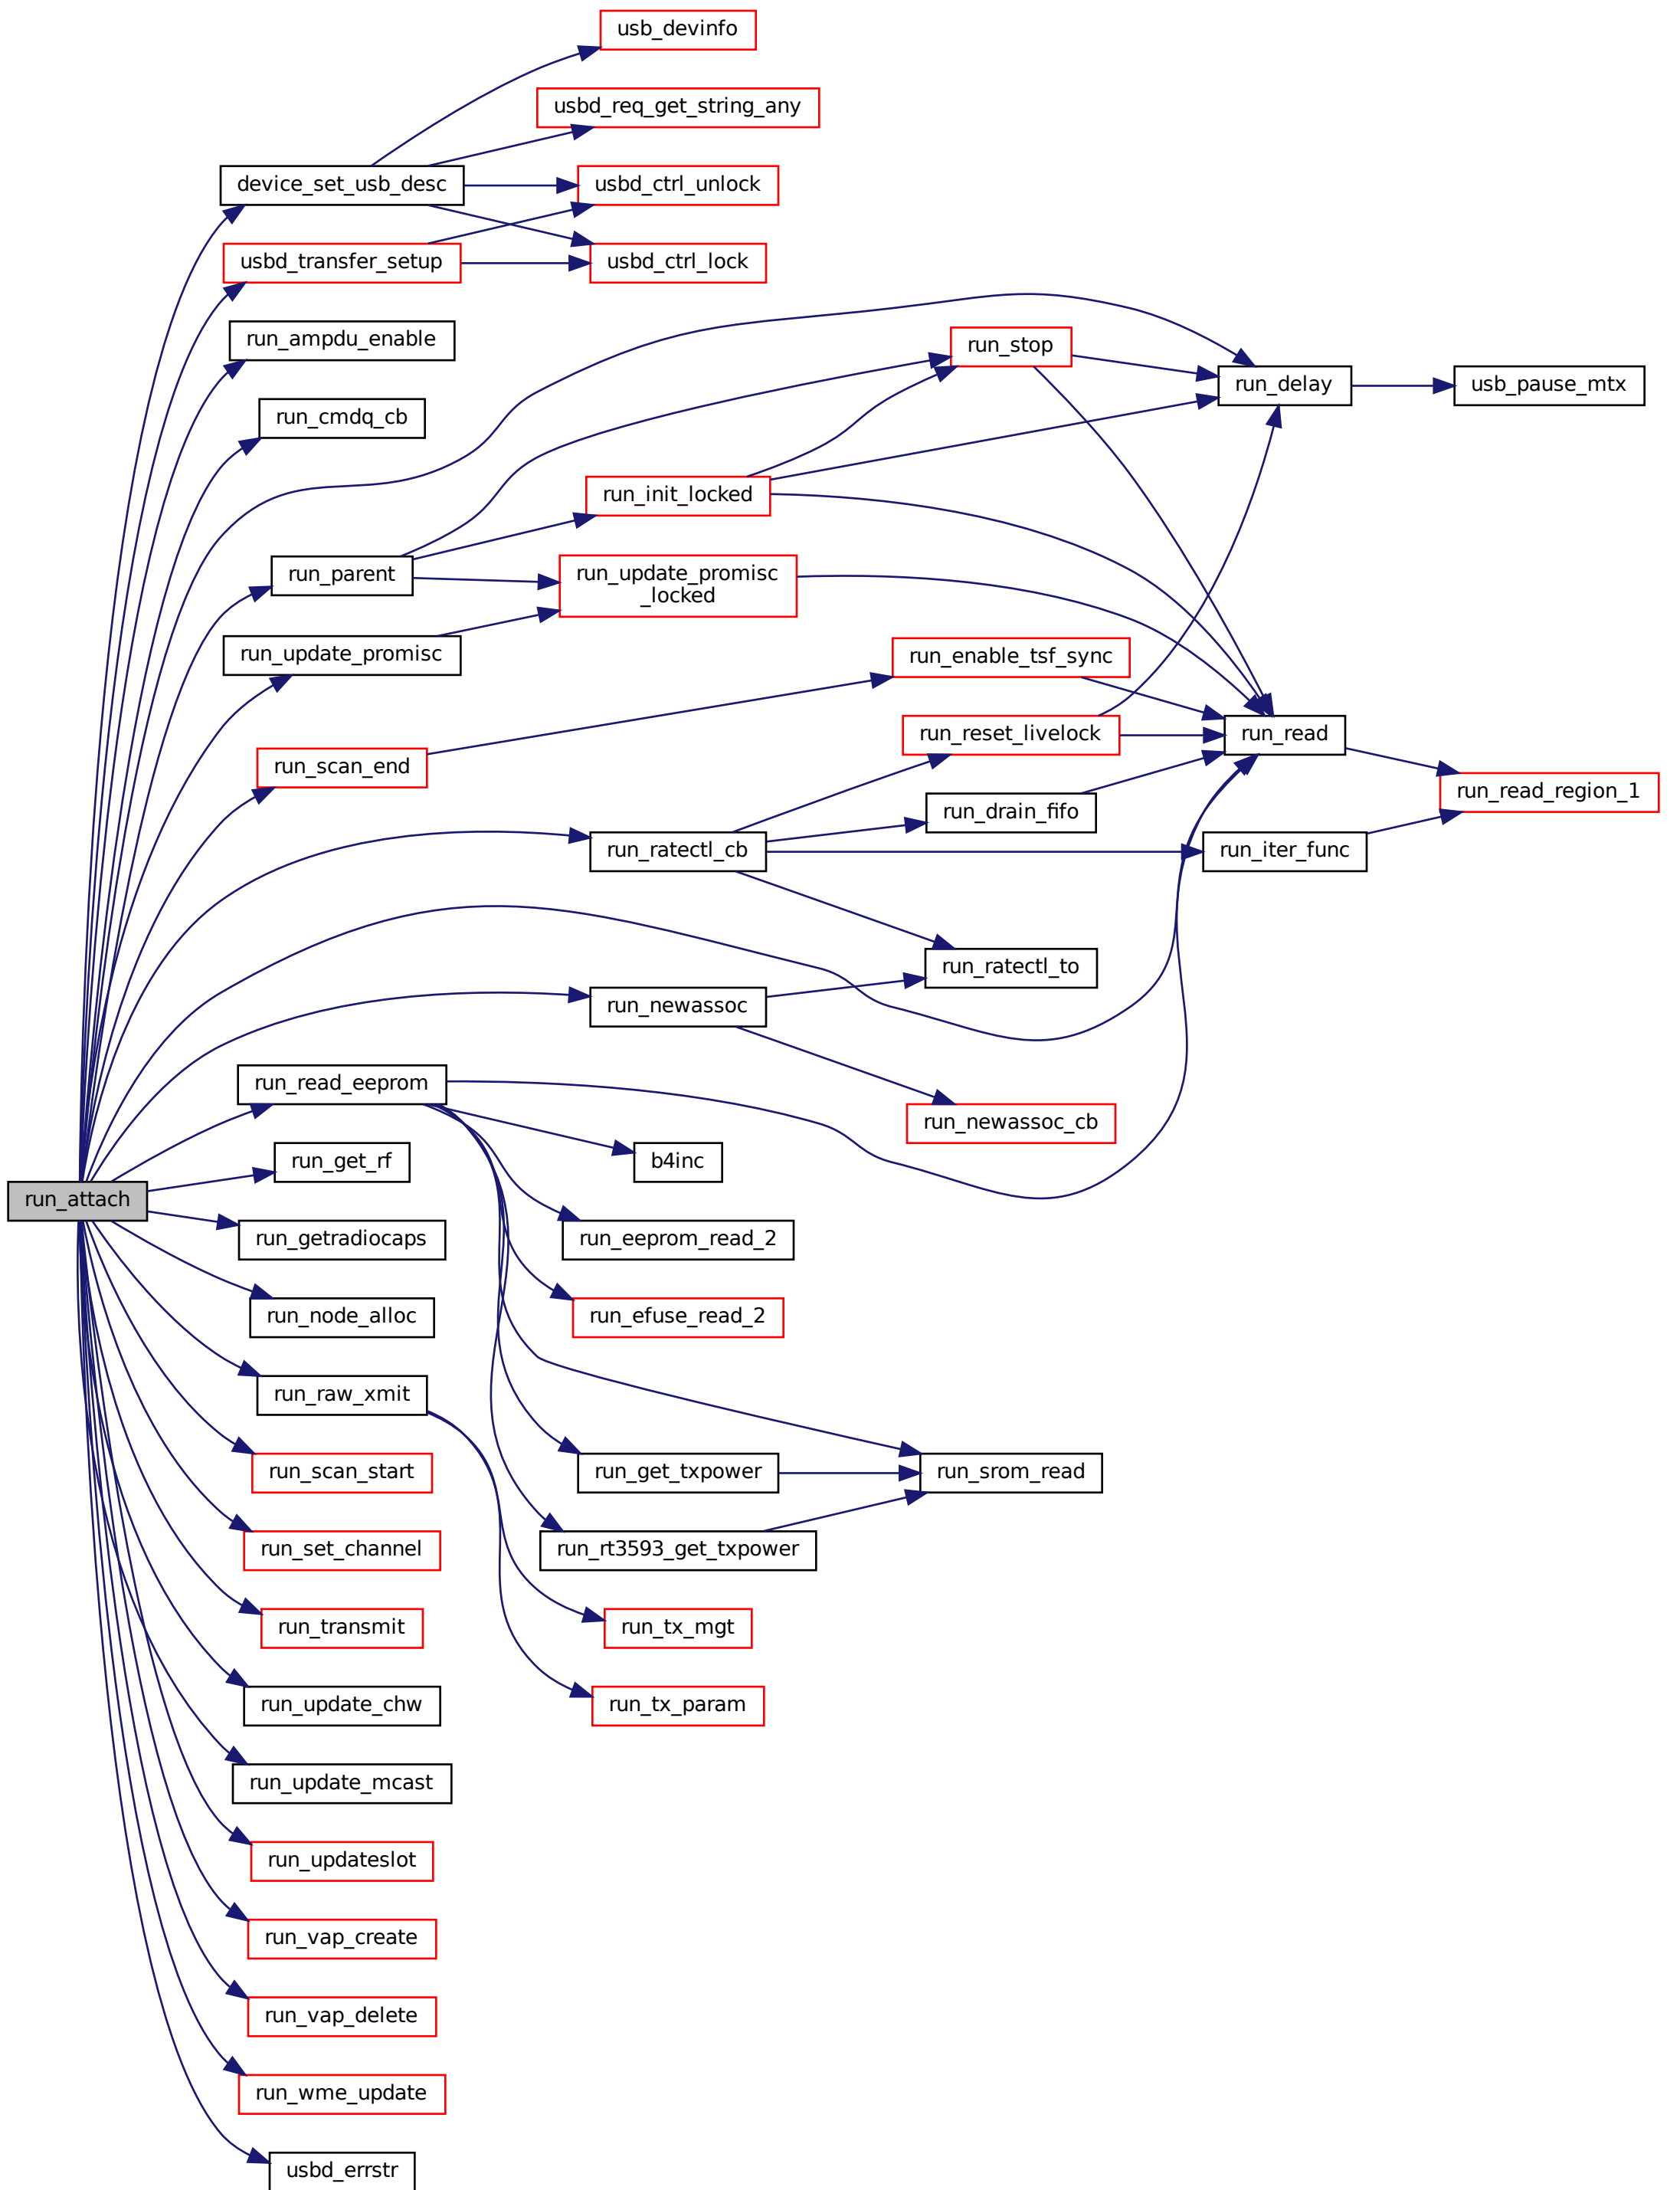 usb_devinfo
usbd_req_get_string_any
device_set_usb_desc
usbd_ctrl_unlock
usbd_transfer_setup
usbd_ctrl_lock
run_ampdu_enable
run_stop
run_delay
usb_pause_mtx
run_cmdq_cb
run_init_locked
run_parent
run_update_promisc
_locked
run_update_promisc
run_enable_tsf_sync
run_reset_livelock
run_read
run_scan_end
run_read_region_1
run_drain_fifo
run_ratectl_cb
run_iter_func
run_ratectl_to
run_newassoc
run_read_eeprom
run_newassoc_cb
run_get_rf
b4inc
run_attach
run_getradiocaps
run_eeprom_read_2
run_node_alloc
run_efuse_read_2
run_raw_xmit
run_scan_start
run_get_txpower
run_srom_read
run_set_channel
run_rt3593_get_txpower
run_transmit
run_tx_mgt
run_update_chw
run_tx_param
run_update_mcast
run_updateslot
run_vap_create
run_vap_delete
run_wme_update
usbd_errstr